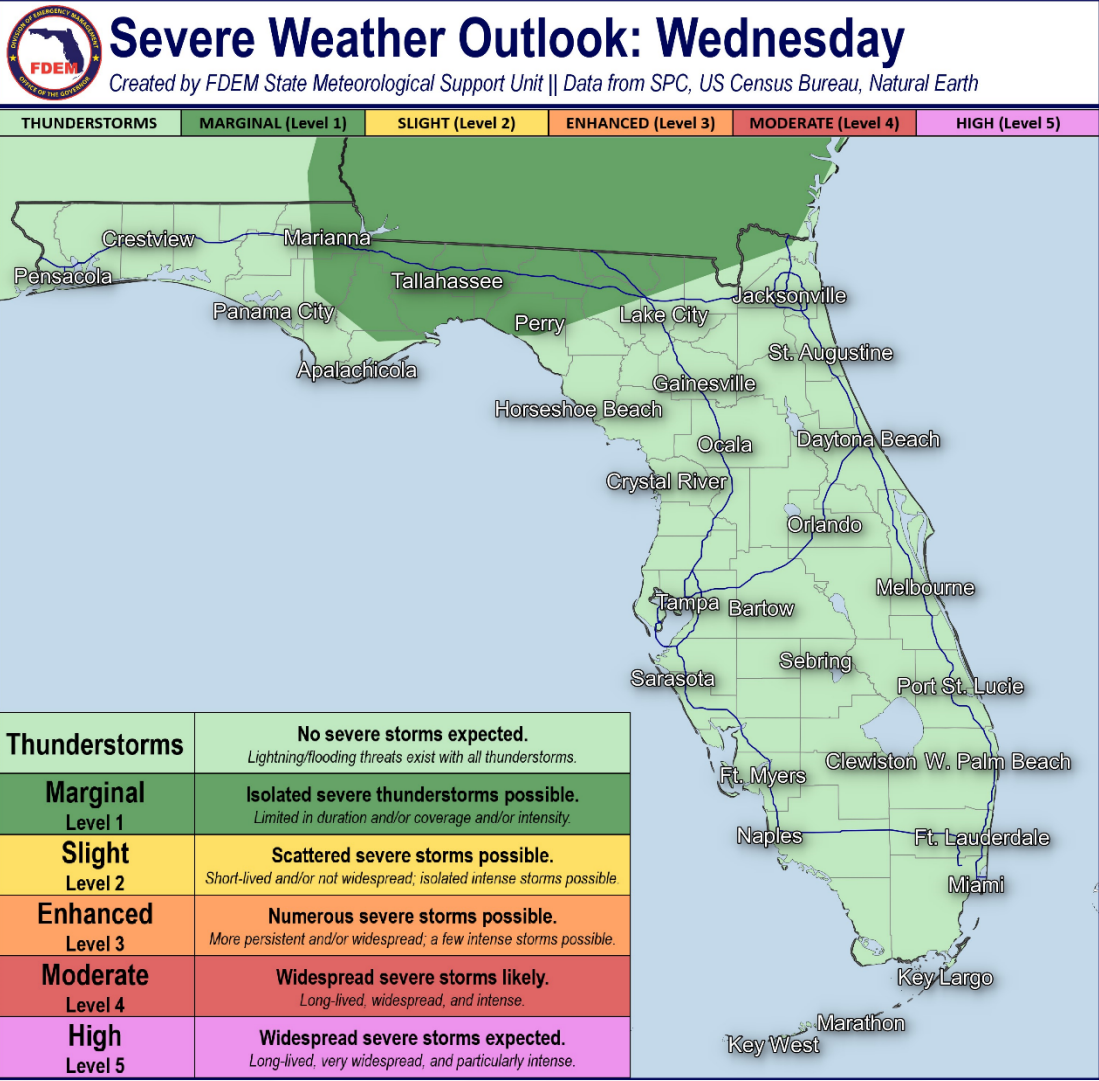 DIVISION OF EMERGENCY MANAGEMENT
FDEM
OFFICE OF THE GOVERNOR
Severe Weather Outlook: Wednesday
Created by FDEM State Meteorological Support Unit || Data from SPC, US Census Bureau, Natural Earth
THUNDERSTORMS
MARGINAL (Level 1)
SLIGHT (Level 2)
ENHANCED (Level 3)
MODERATE (Level 4)
HIGH (Level 5)
Crestview
Marianna
Pensacola
Tallahassee
Panama City
Jacksonville
Lake City
Perry
St. Augustine
Apalachicola
Gainesville
Horseshoe Beach
Ocala
Daytona Beach
Crystal River
Orlando
Melbourne
Tampa
Bartow
Sebring
Sarasota
Port St. Lucie
Clewiston
W. Palm Beach
Ft. Myers
Naples
Ft. Lauderdale
Miami
Key Largo
Marathon
Key West
Thunderstorms
No severe storms expected.
Lightning/flooding threats exist with all thunderstorms.
Marginal
Level 1
Isolated severe thunderstorms possible.
Limited in duration and/or coverage and/or intensity.
Slight
Level 2
Scattered severe storms possible.
Short-lived and/or not widespread; isolated intense storms possible.
Enhanced
Level 3
Numerous severe storms possible.
More persistent and/or widespread; a few intense storms possible.
Moderate
Level 4
Widespread severe storms likely.
Long-lived, widespread, and intense.
High
Level 5
Widespread severe storms expected.
Long-lived, very widespread, and particularly intense.